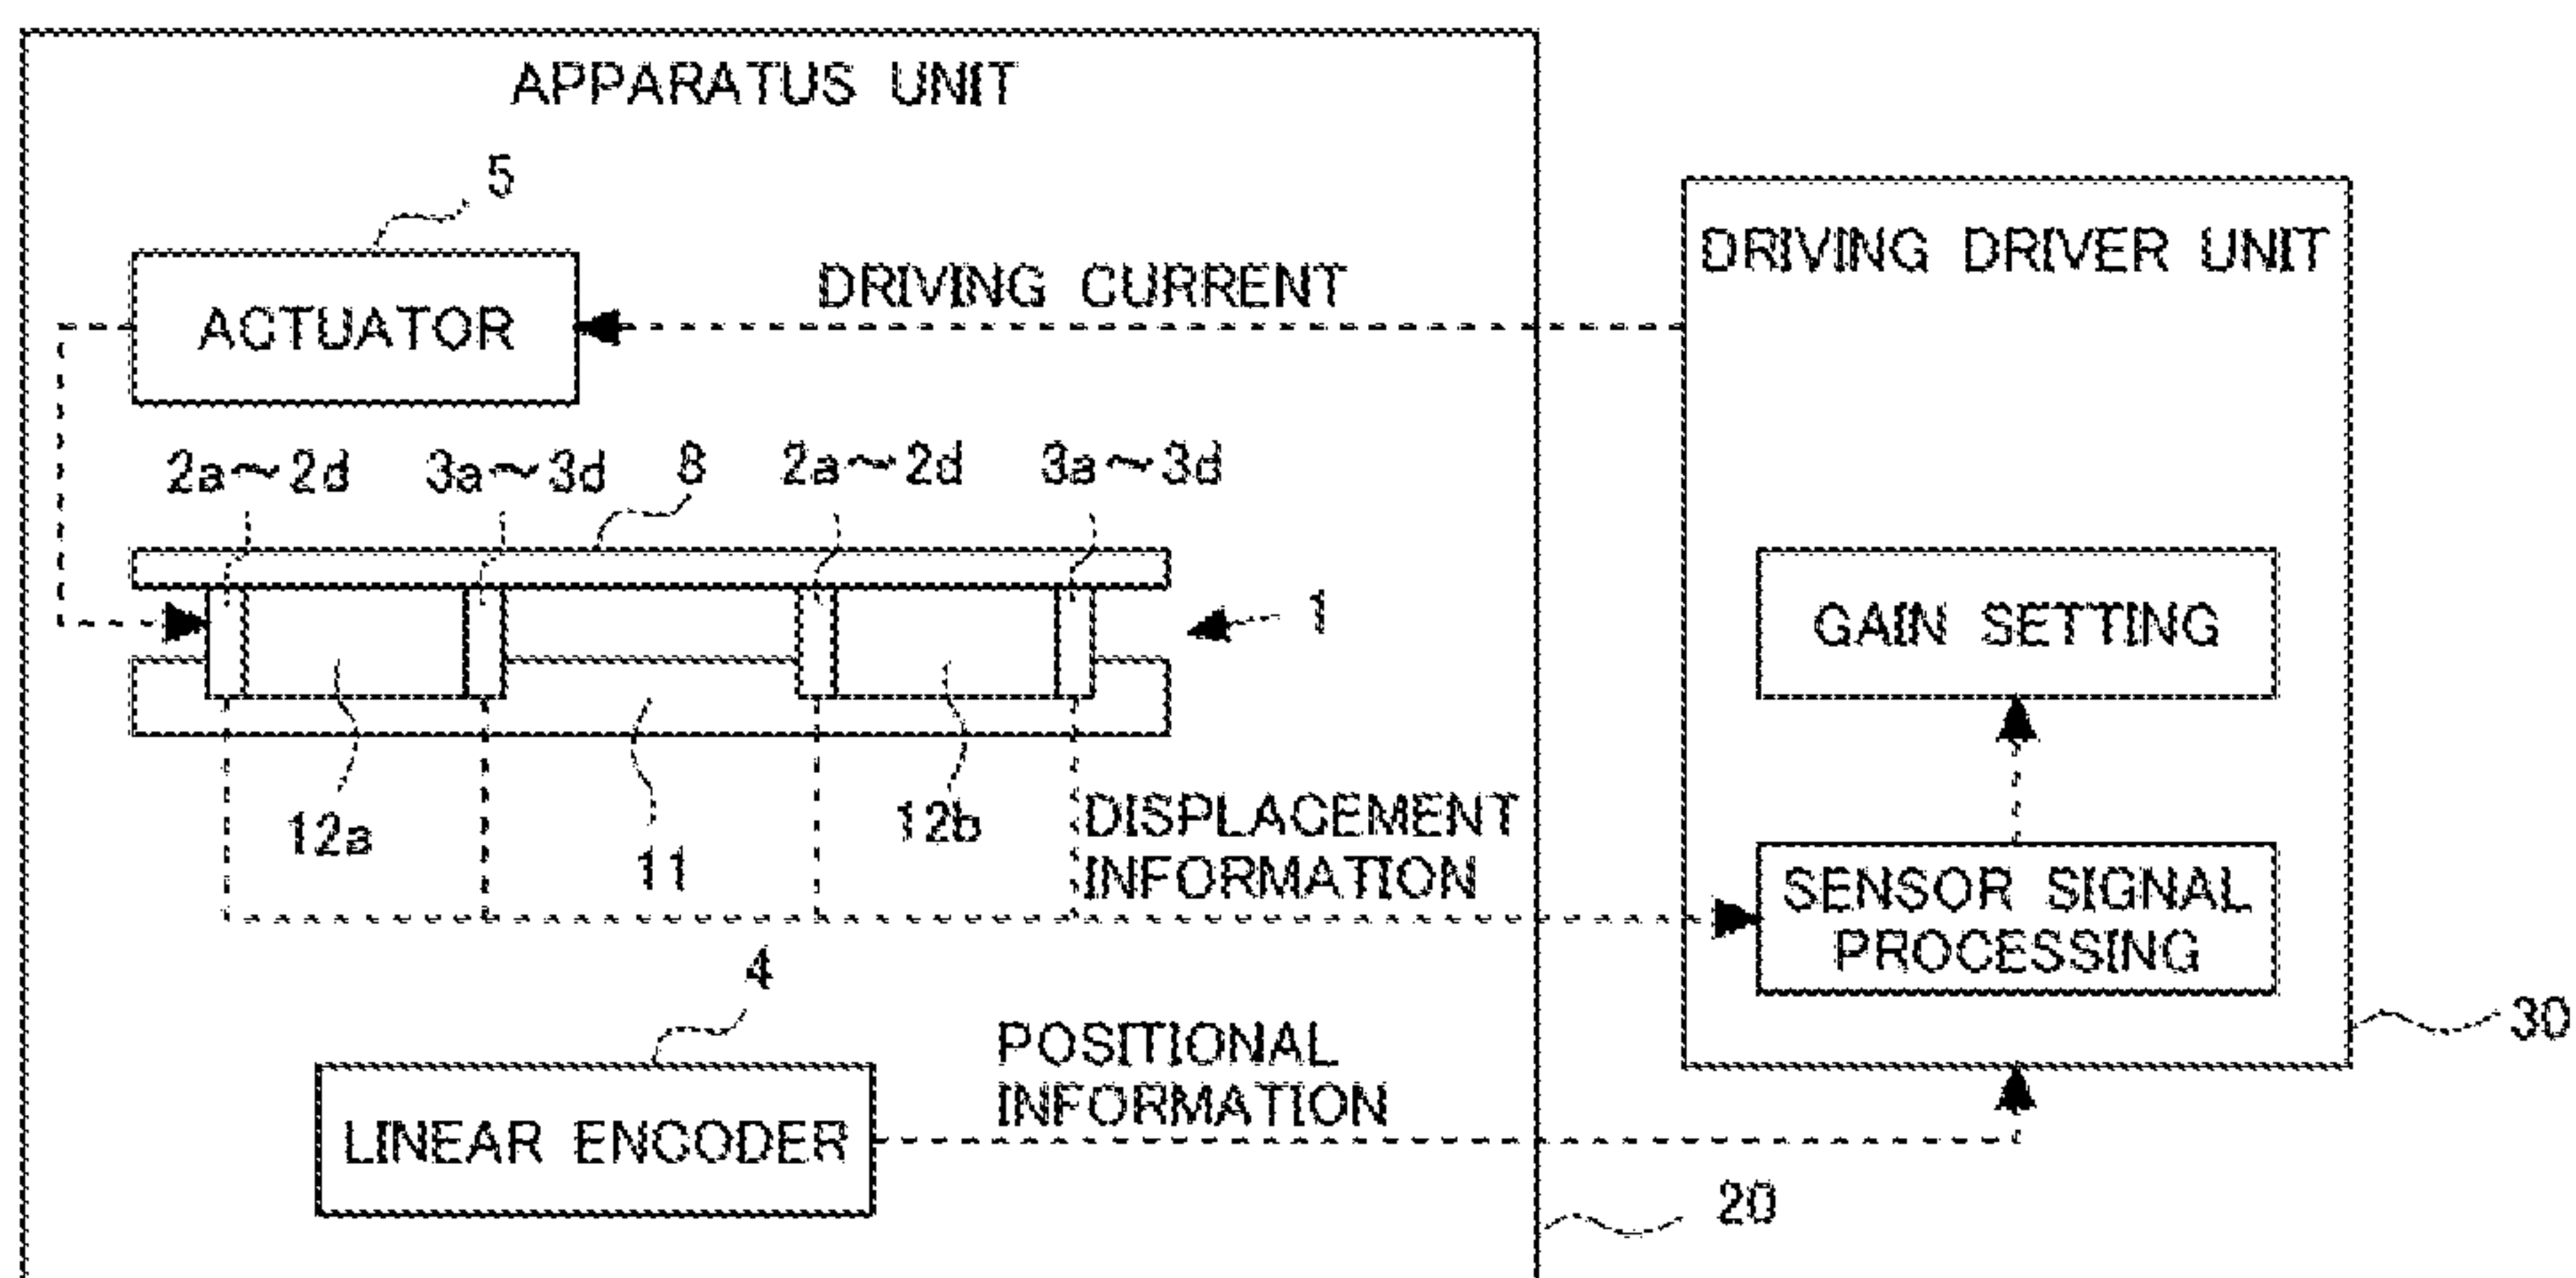 APPARATUS UNIT
5
ACTUATOR
DRIVING CURRENT
DRIVING DRIVER UNIT
2a~2d
3a~3d
8
2a~2d
3a~3d
1
GAIN SETTING
12a
11
12b
DISPLACEMENT
INFORMATION
SENSOR SIGNAL
PROCESSING
4
LINEAR ENCODER
POSITIONAL
INFORMATION
30
20